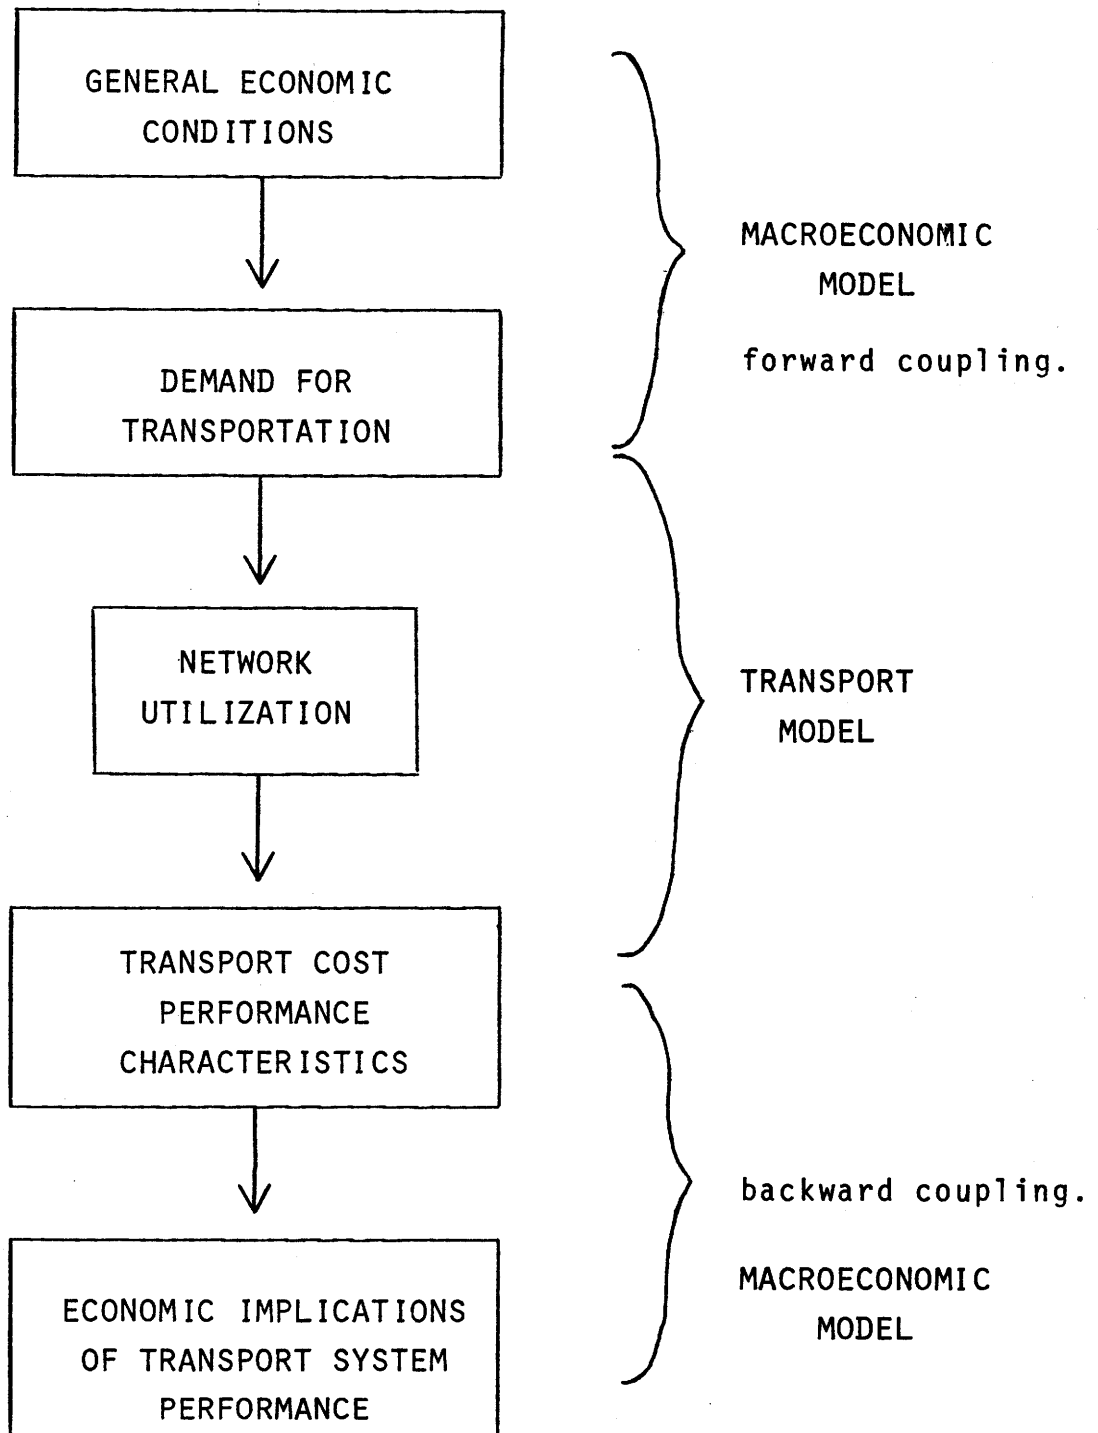 GENERAL ECONOMIC
CONDITIONS
MACROECONOMIC
MODEL
forward coupling.
DEMAND FOR
TRANSPORTATION
NETWORK
UTILIZATION
TRANSPORT
MODEL
TRANSPORT COST
PERFORMANCE
CHARACTERISTICS
backward coupling.
MACROECONOMIC
MODEL
ECONOMIC IMPLICATIONS
OF TRANSPORT SYSTEM
PERFORMANCE